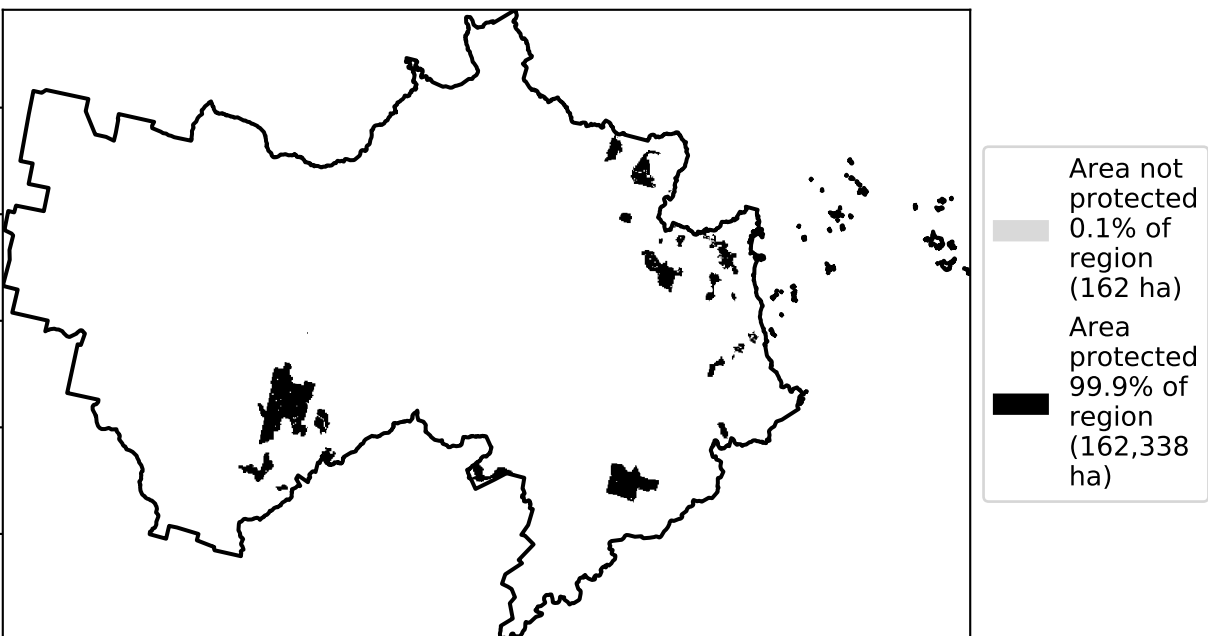 Area not
protected
0.1% of
region
(162 ha)
Area
protected
99.9% of
region
(162,338
ha)